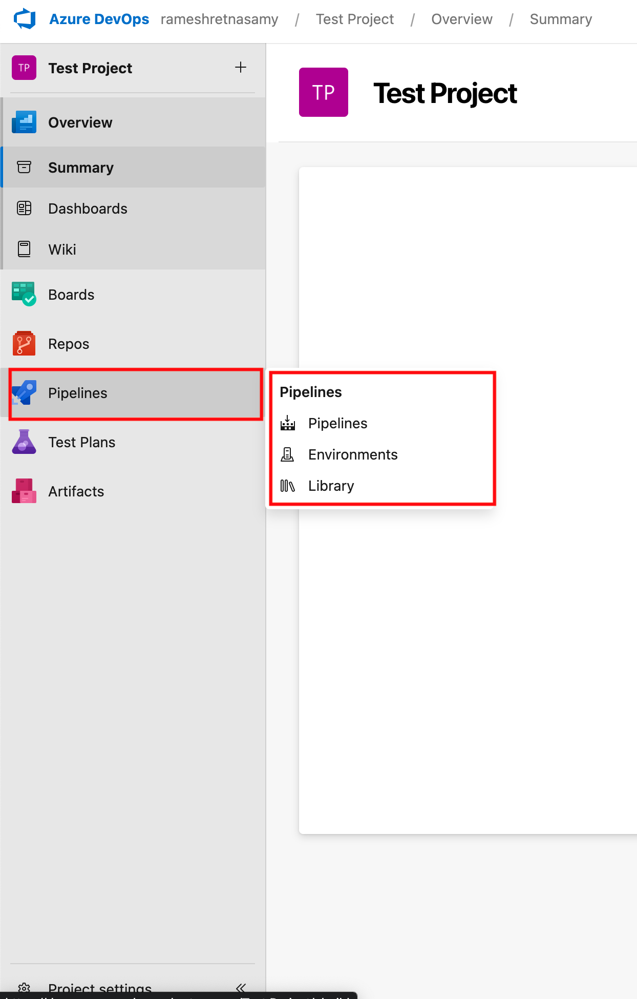 Azure DevOps rameshretnasamy / Test Project / Overview / Summary
TP Test Project +
TP Test Project
Overview
Summary
Dashboards
Wiki
Boards
Repos
Pipelines
Pipelines
Pipelines
Environments
Library
Test Plans
Artifacts
Project settings